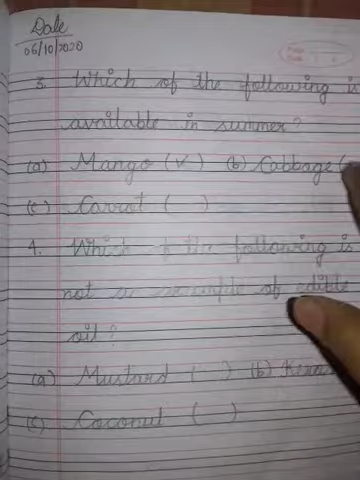 Date
06/10/2020
3. Which of the following is
available in summer?
(a) Mango (✓) (b) Cabbage (
(c) Carrot ( )
4. Which of the following is
not a example of edible
oil?
(a) Mustard ( ) (b)
(c) Coconut ( )